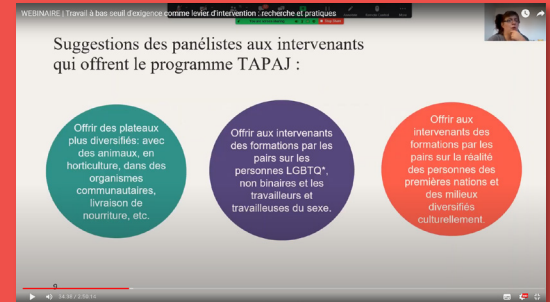 WEBINAIRE | Travail à bas seuil d'exigence comme levier d'intervention : recherche et pratiques
Suggestions des panélistes aux intervenants
qui offrent le programme TAPAJ :
Offrir des plateaux
plus diversifiés: avec
des animaux, en
horticulture, dans des
organismes
communautaires,
livraison de
nourriture, etc.
Offrir aux intervenants
des formations par les
pairs sur les
personnes LGBTQ*,
non binaires et les
travailleurs et
travailleuses du sexe.
Offrir aux
intervenants des
formations par les
pairs sur la réalité
des personnes des
premières nations et
des milieux
diversifiés
culturellement.
9